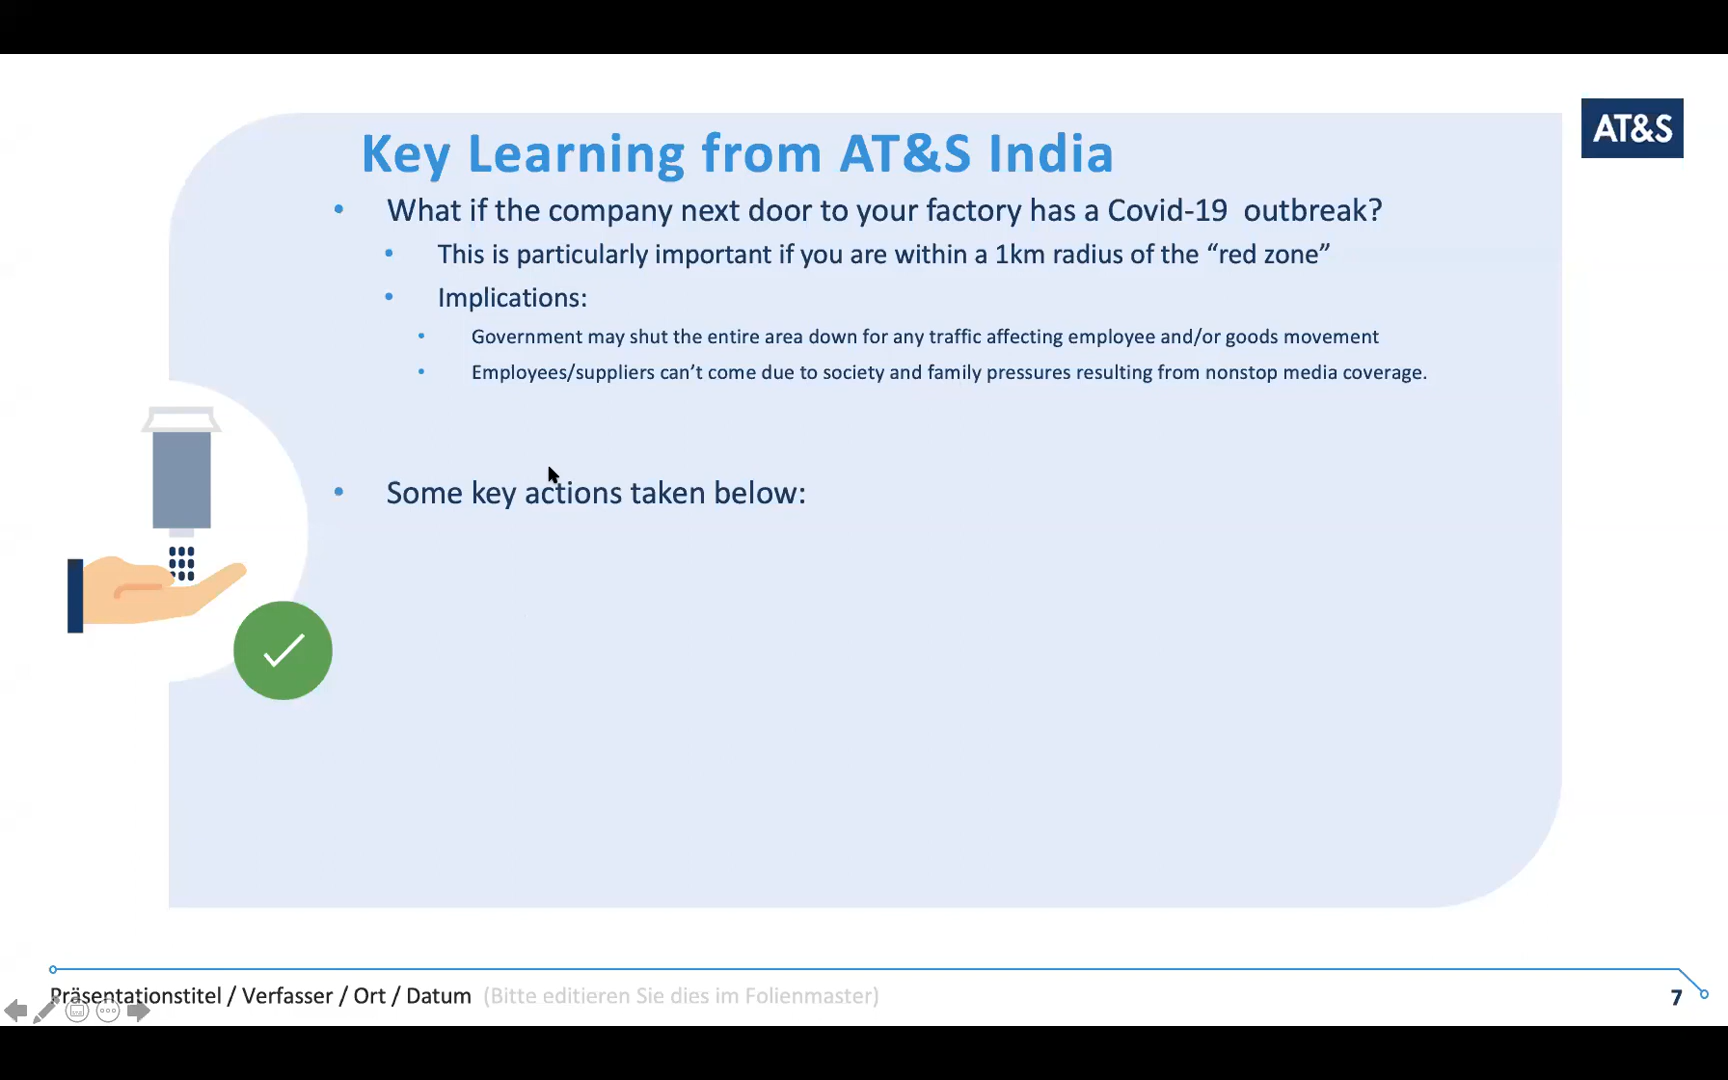 AT&S
Key Learning from AT&S India
• What if the company next door to your factory has a Covid-19 outbreak?
• This is particularly important if you are within a 1km radius of the “red zone”
• Implications:
• Government may shut the entire area down for any traffic affecting employee and/or goods movement
• Employees/suppliers can’t come due to society and family pressures resulting from nonstop media coverage.
• Some key actions taken below:
Präsentationstitel / Verfasser / Ort / Datum (Bitte editieren Sie dies im Folienmaster)
7